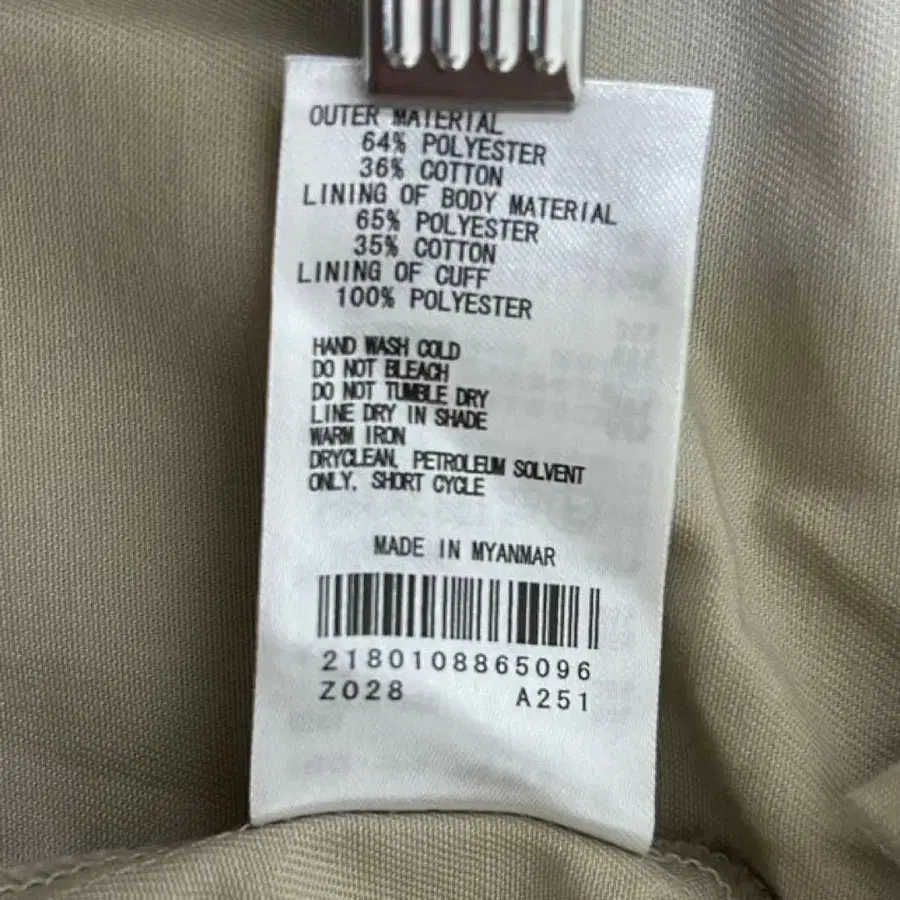 OUTER MATERIAL
64% POLYESTER
36% COTTON
LINING OF BODY MATERIAL
65% POLYESTER
35% COTTON
LINING OF CUFF
100% POLYESTER
HAND WASH COLD
DO NOT BLEACH
DO NOT TUMBLE DRY
LINE DRY IN SHADE
WARM IRON
DRYCLEAN, PETROLEUM SOLVENT
ONLY, SHORT CYCLE
MADE IN MYANMAR
2180108865096
Z028 A251